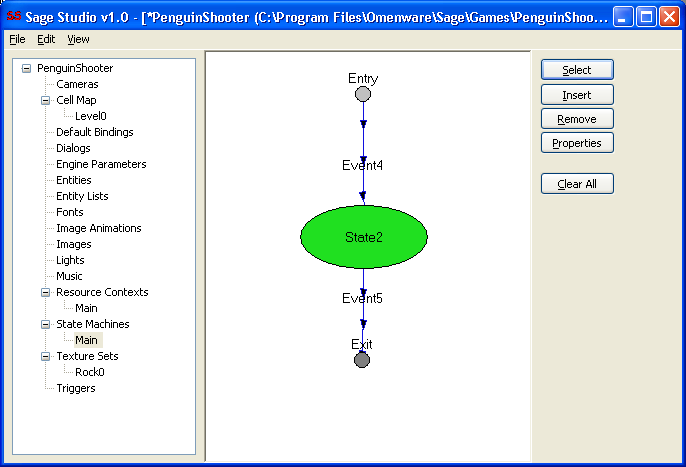 SS Sage Studio v1.0 - [*PenguinShooter (C:\Program Files\Omenware\Sage\Games\PenguinShoo...
File Edit View
PenguinShooter
Cameras
Cell Map
Level0
Default Bindings
Dialogs
Engine Parameters
Entities
Entity Lists
Fonts
Image Animations
Images
Lights
Music
Resource Contexts
Main
State Machines
Main
Texture Sets
Rock0
Triggers
Entry
Event4
State2
Event5
Exit
Select
Insert
Remove
Properties
Clear All